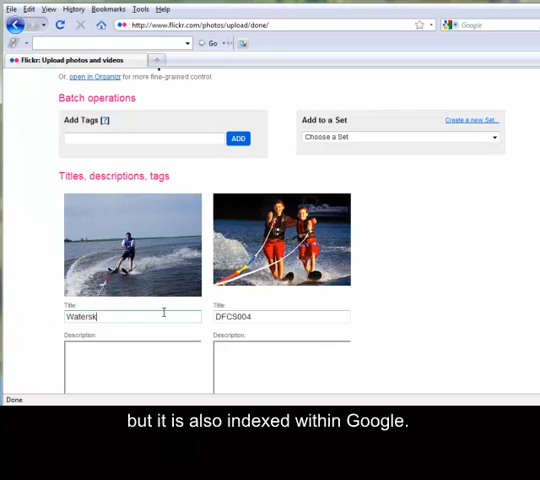 File Edit View History Bookmarks Tools Help
http://www.flickr.com/photos/upload/done/
Google
Go
Flickr: Upload photos and videos
Or, open in Organizr for more fine-grained control.
Batch operations
Add Tags [?]
ADD
Add to a Set
Create a new Set...
Choose a Set
Titles, descriptions, tags
Title:
Watersk
Title:
DFCS004
Description:
Description:
Done
but it is also indexed within Google.